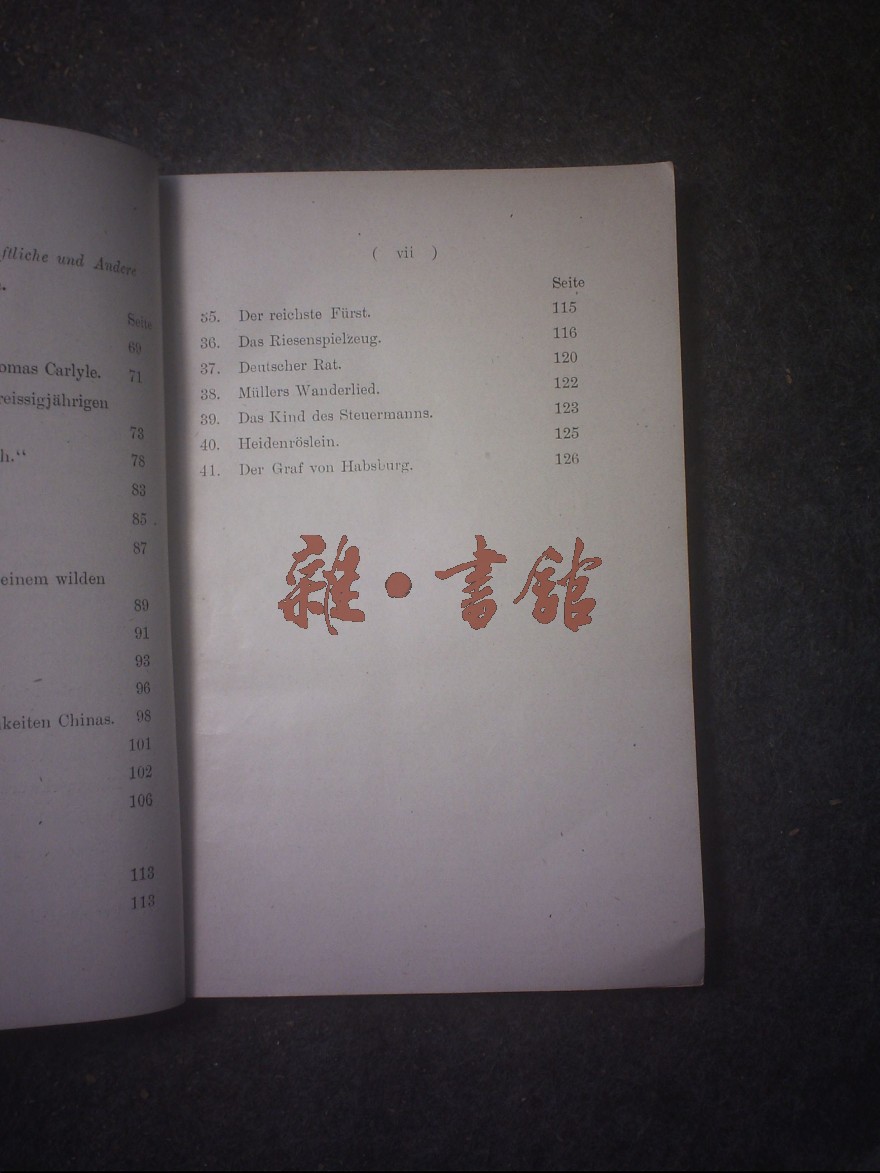 ftliche und Andere
Seite
69
omas Carlyle. 71
reissigjährigen
73
h.“ 78
83
85
87
einem wilden
89
91
93
96
keiten Chinas. 98
101
102
106
113
113
( vii )
Seite
35. Der reichste Fürst. 115
36. Das Riesenspielzeug. 116
37. Deutscher Rat. 120
38. Müllers Wanderlied. 122
39. Das Kind des Steuermanns. 123
40. Heidenröslein. 125
41. Der Graf von Habsburg. 126
雜•書館